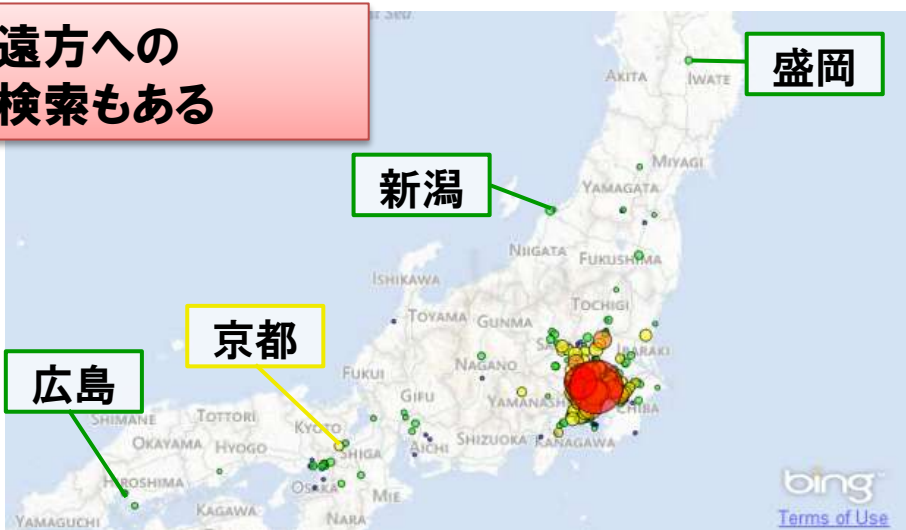 遠方への
検索もある
Sea.
AKITA
IWATE
盛岡
MIYAGI
YAMAGATA
新潟
NIIGATA
FUKUSHIMA
ISHIKAWA
TOCHIGI
TOYAMA
GUNMA
IBARAKI
京都
NAGANO
FUKUI
広島
GIFU
YAMANASHI
CHIBA
SHIMANE
TOTTORI
KYOTO
SHIGA
AICHI
SHIZUOKA
KANAGAWA
OKAYAMA
HYOGO
HIROSHIMA
OSAKA
MIE
KAGAWA
NARA
YAMAGUCHI
bing
Terms of Use